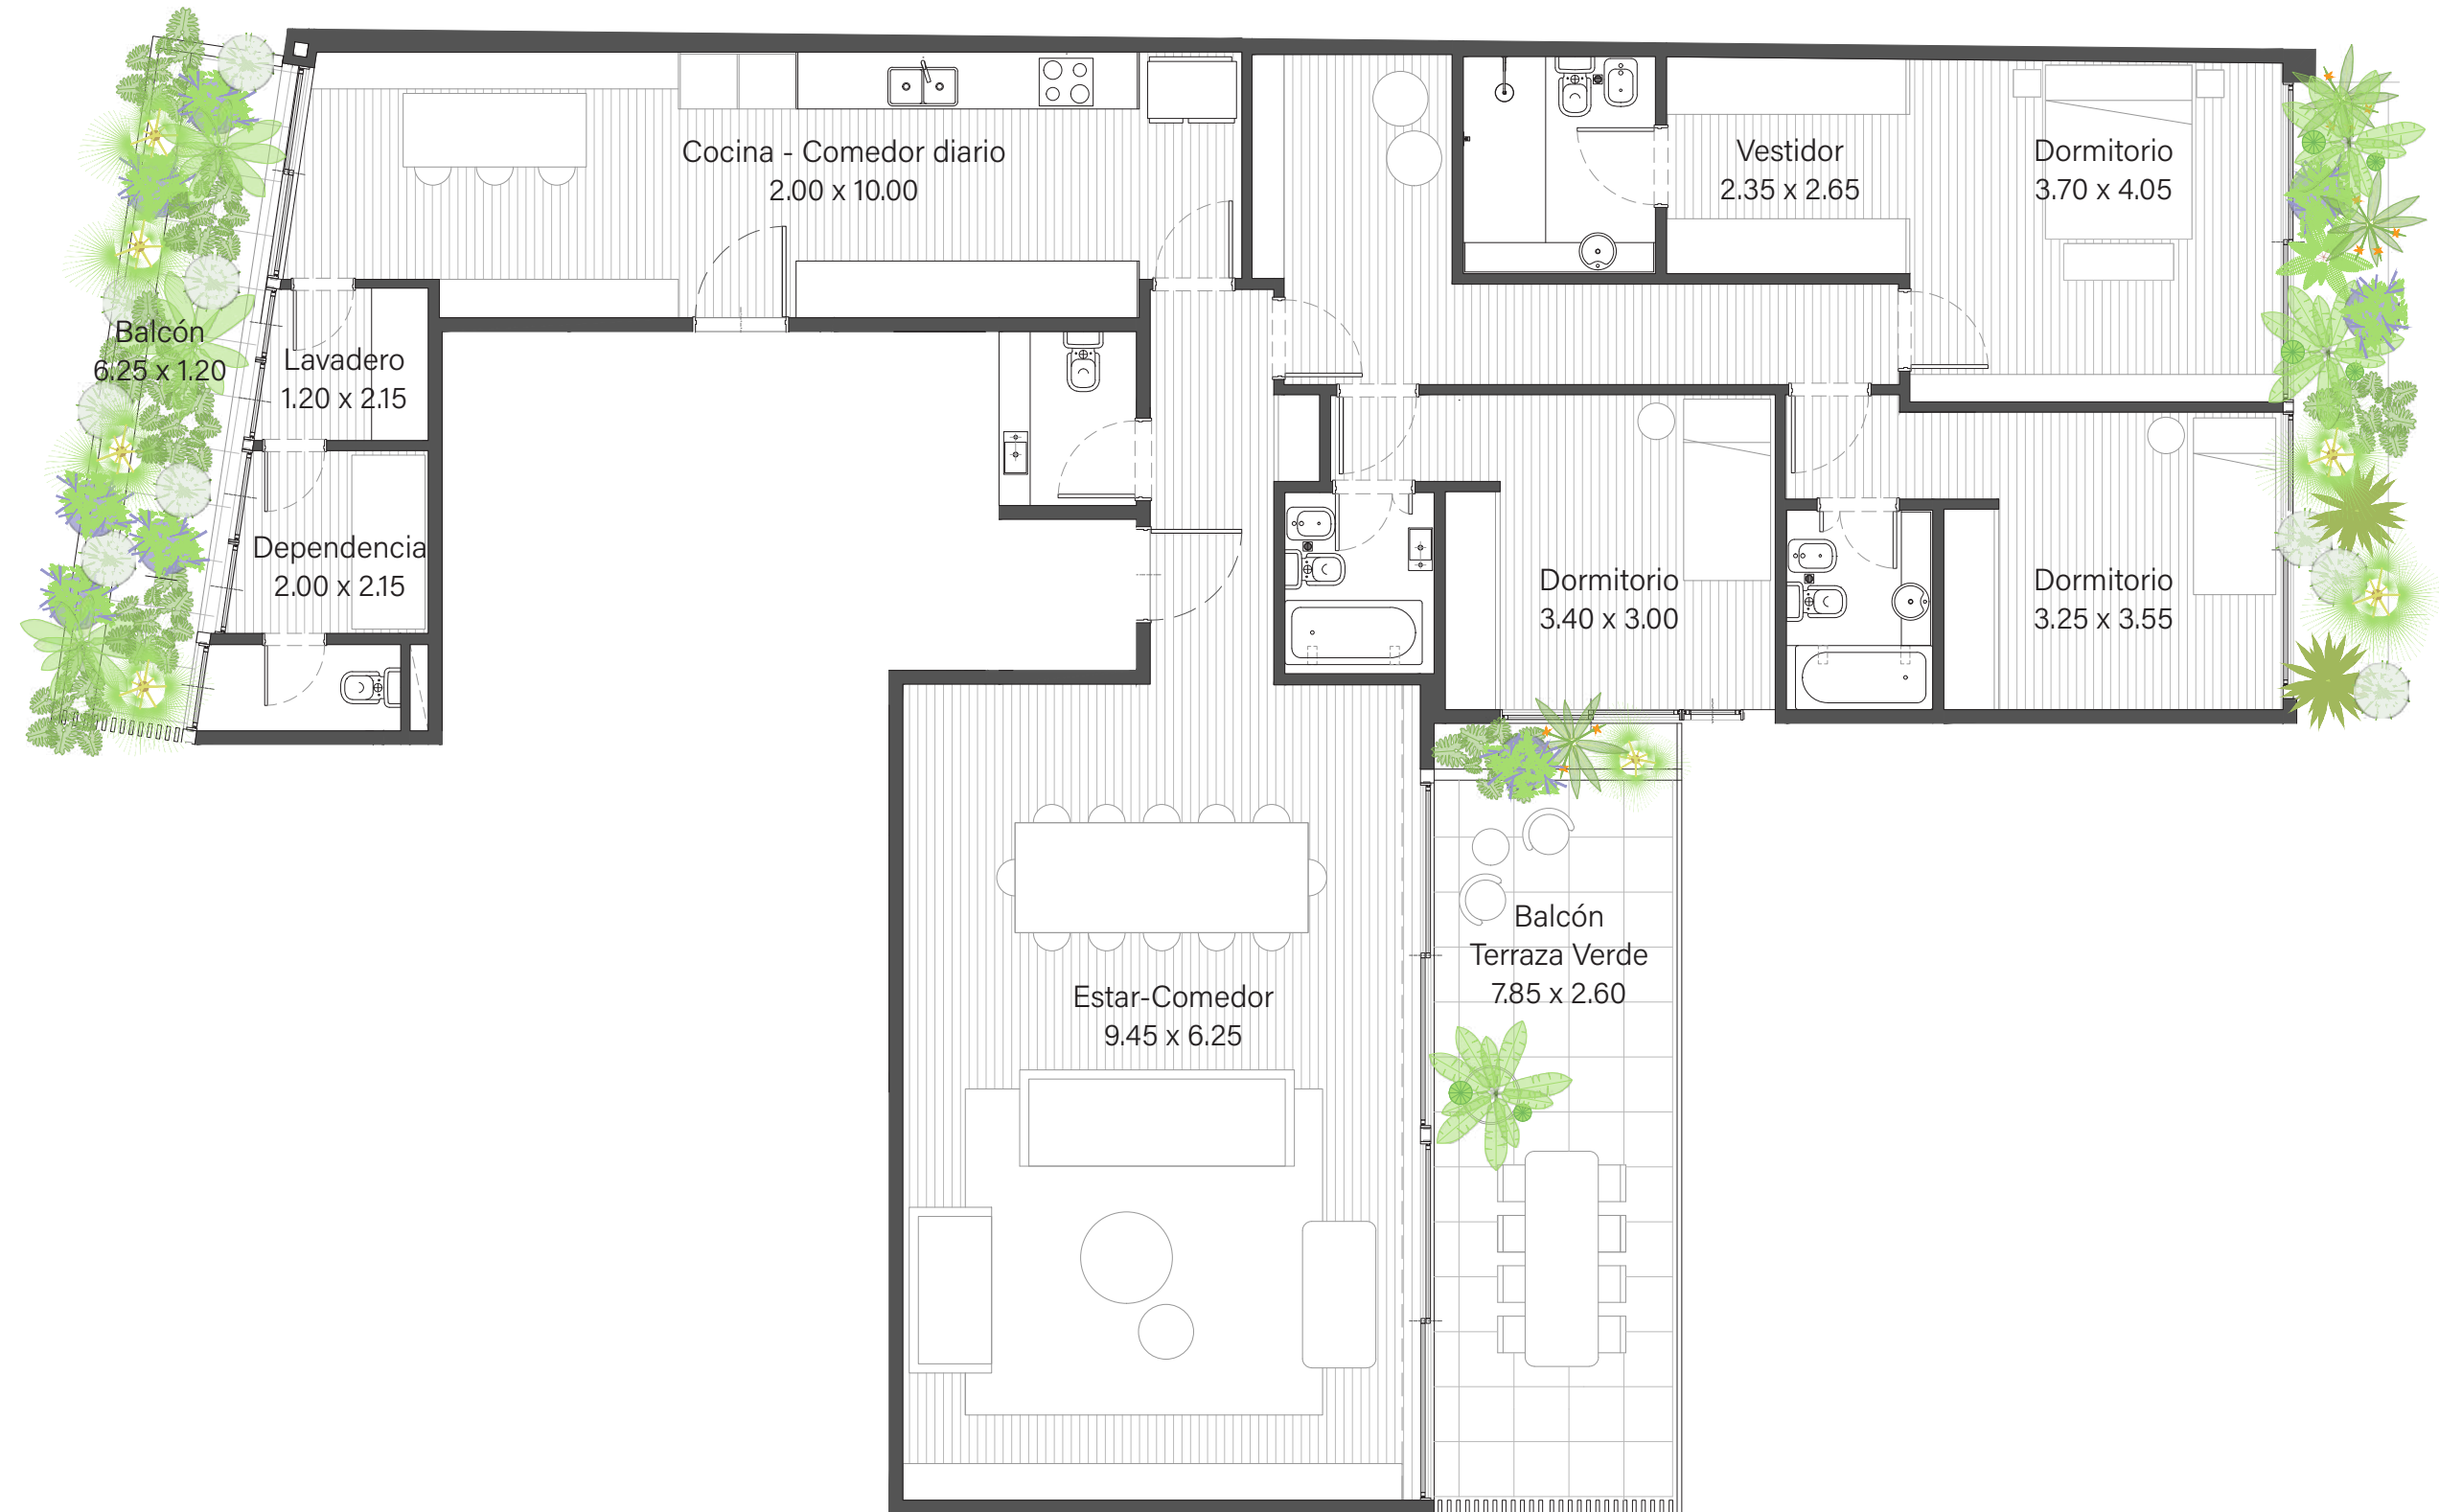 Cocina - Comedor diario
2.00 x 10.00
Vestidor
2.35 x 2.65
Dormitorio
3.70 x 4.05
Balcón
6.25 x 1.20
Lavadero
1.20 x 2.15
Dependencia
2.00 x 2.15
Dormitorio
3.40 x 3.00
Dormitorio
3.25 x 3.55
Balcón
Terraza Verde
7.85 x 2.60
Estar-Comedor
9.45 x 6.25